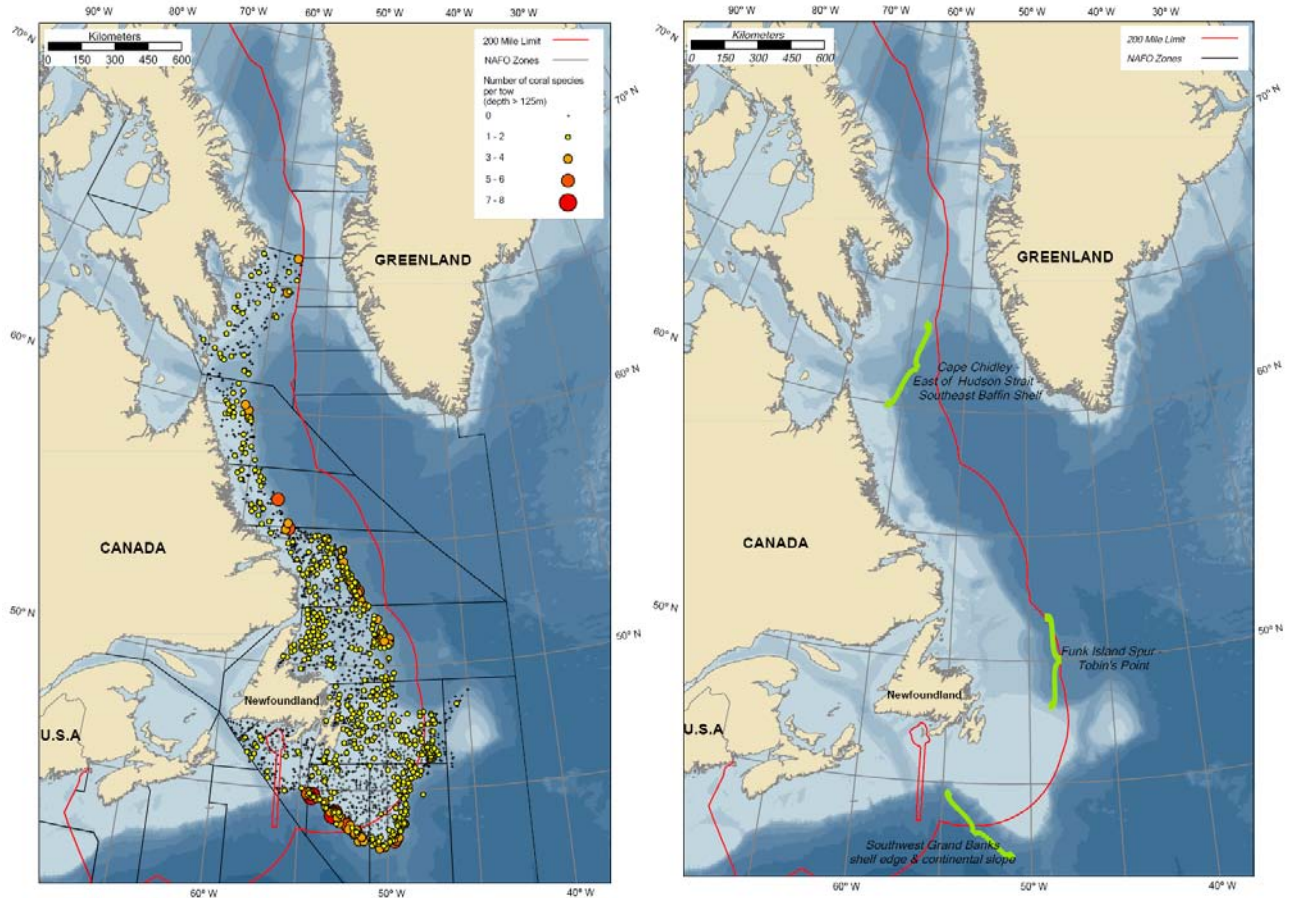 90° W 80° W 70° W 60° W 50° W 40° W 30° W
70° N
Kilometers
0 150 300 450 600
200 Mile Limit
NAFO Zones
Number of coral species
per tow
(depth > 125m)
0
1 - 2
3 - 4
5 - 6
7 - 8
70° N
GREENLAND
60° N
60° N
CANADA
50° N
50° N
Newfoundland
U.S.A
60° W 50° W 40° W
90° W 80° W 70° W 60° W 50° W 40° W 30° W
70° N
Kilometers
0 150 300 450 600
200 Mile Limit
NAFO Zones
70° N
GREENLAND
60° N
60° N
Cape Chidley -
East of Hudson Strait -
Southeast Baffin Shelf
CANADA
50° N
50° N
Funk Island Spur -
Tobin's Point
Newfoundland
U.S.A
Southwest Grand Banks
shelf edge & continental slope
60° W 50° W 40° W